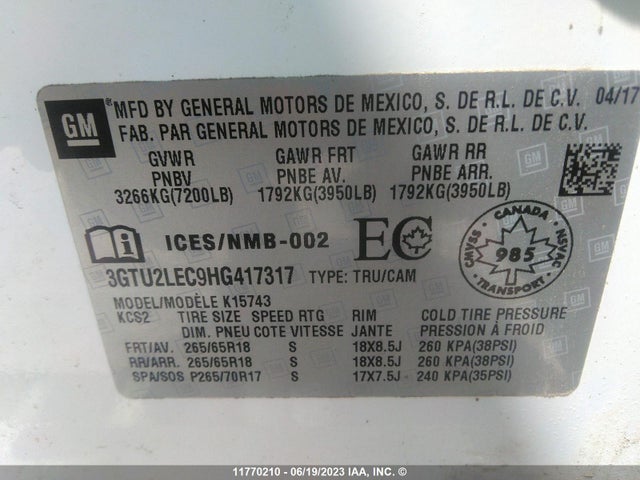 GM
® MFD BY GENERAL MOTORS DE MEXICO, S. DE R.L. DE C.V. 04/17
FAB. PAR GENERAL MOTORS DE MEXICO, S. DE R.L. DE C.V.
GVWR GAWR FRT GAWR RR
PNBV PNBE AV. PNBE ARR.
3266KG(7200LB) 1792KG(3950LB) 1792KG(3950LB)
ICES/NMB-002 EC
CANADA
CMVSS 985 NSVAC
TRANSPORT
3GTU2LEC9HG417317 TYPE: TRU/CAM
MODEL/MODÈLE K15743
KCS2 TIRE SIZE SPEED RTG RIM COLD TIRE PRESSURE
DIM. PNEU COTE VITESSE JANTE PRESSION À FROID
FRT/AV. 265/65R18 S 18X8.5J 260 KPA(38PSI)
RR/ARR. 265/65R18 S 18X8.5J 260 KPA(38PSI)
SPA/SOS P265/70R17 S 17X7.5J 240 KPA(35PSI)
11770210 - 06/19/2023 IAA, INC. ©